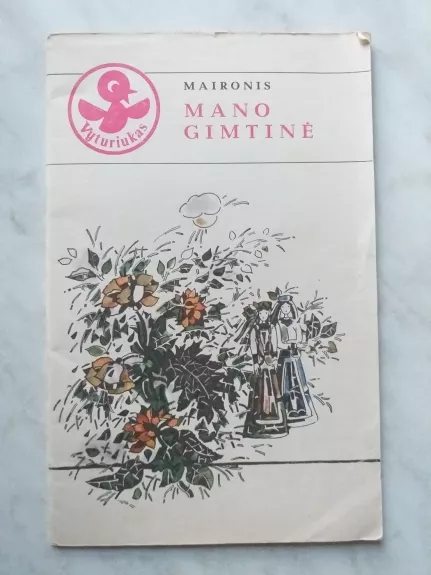 Vyturiukas
MAIRONIS
MANO
GIMTINĖ